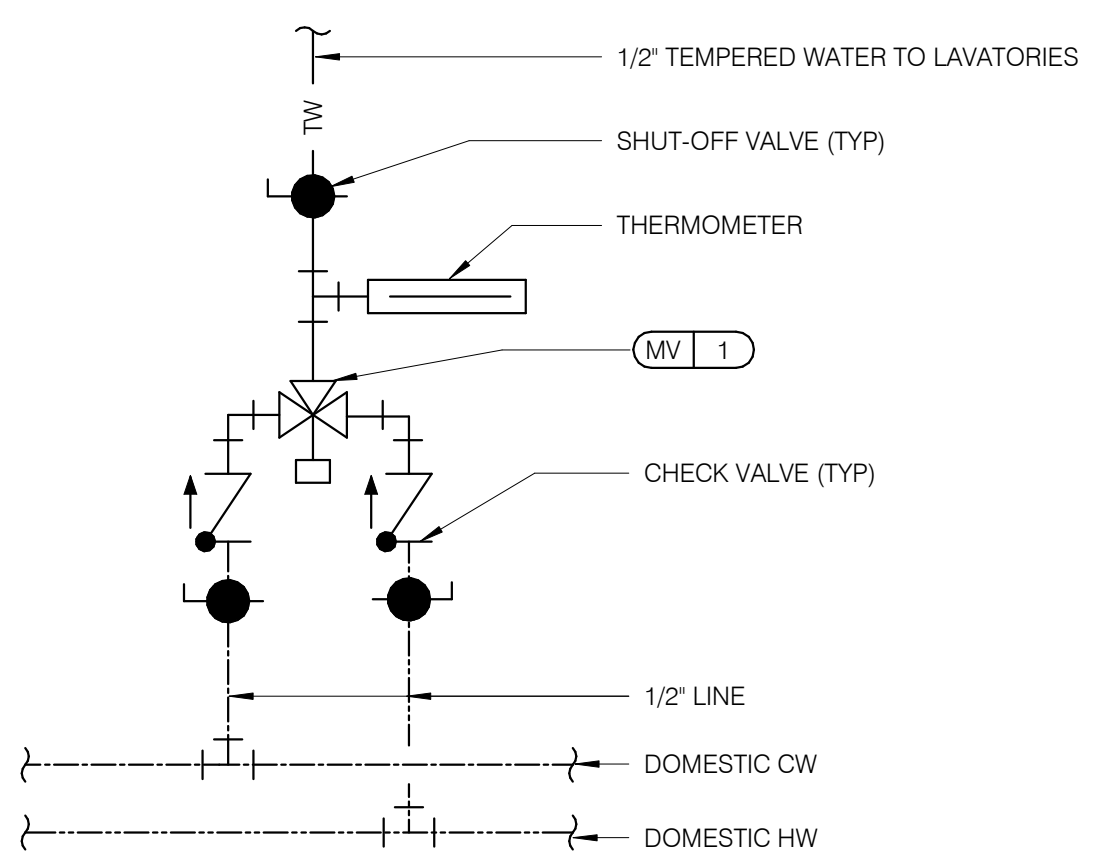 1/2" TEMPERED WATER TO LAVATORIES
TW
SHUT-OFF VALVE (TYP)
THERMOMETER
MV 1
CHECK VALVE (TYP)
1/2" LINE
DOMESTIC CW
DOMESTIC HW